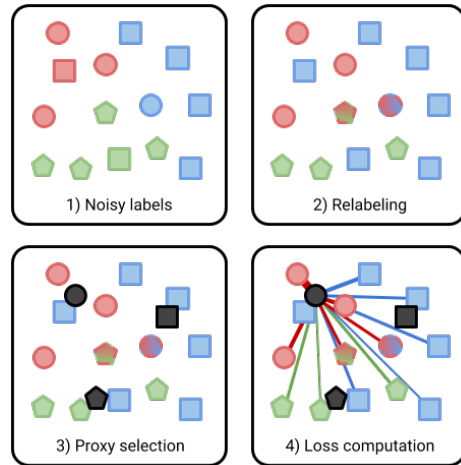 1) Noisy labels
2) Relabeling
3) Proxy selection
4) Loss computation